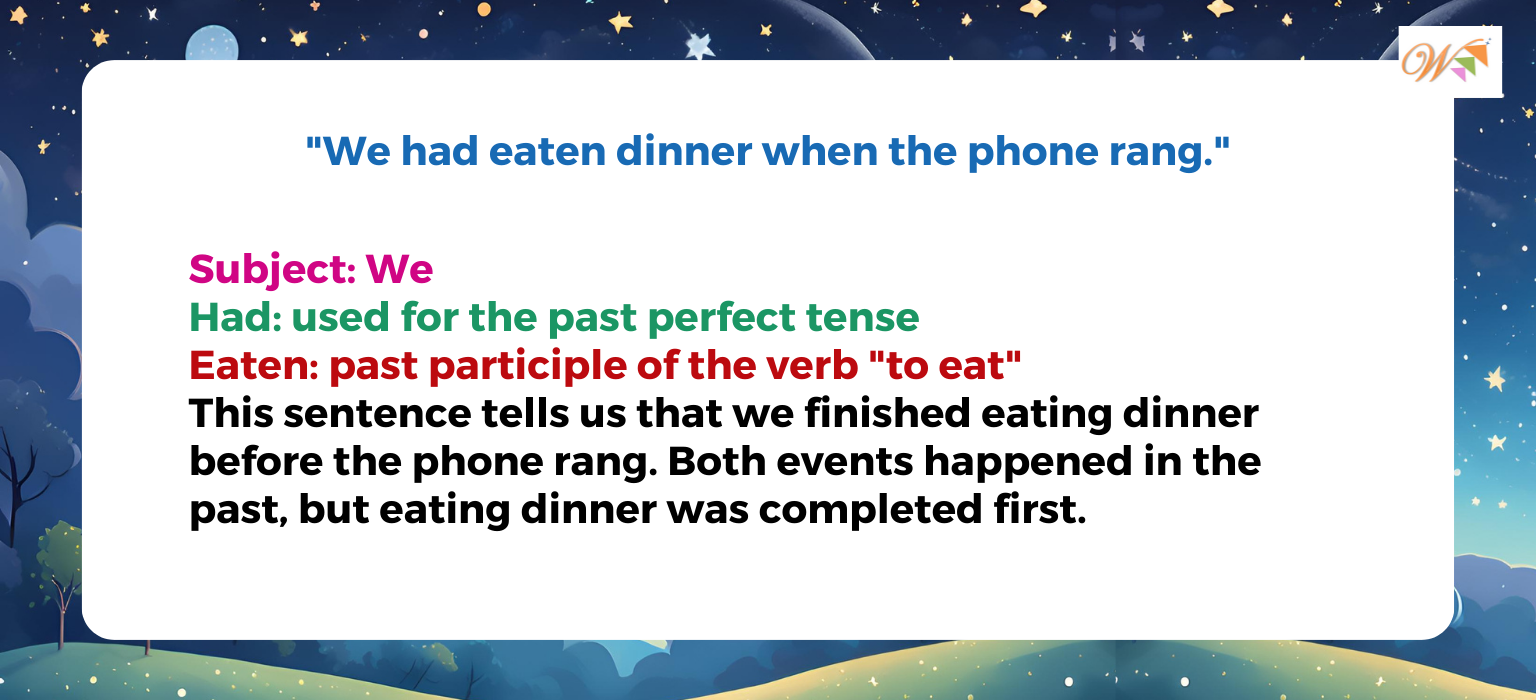 "We had eaten dinner when the phone rang."
Subject: We
Had: used for the past perfect tense
Eaten: past participle of the verb "to eat"
This sentence tells us that we finished eating dinner
before the phone rang. Both events happened in the
past, but eating dinner was completed first.
W